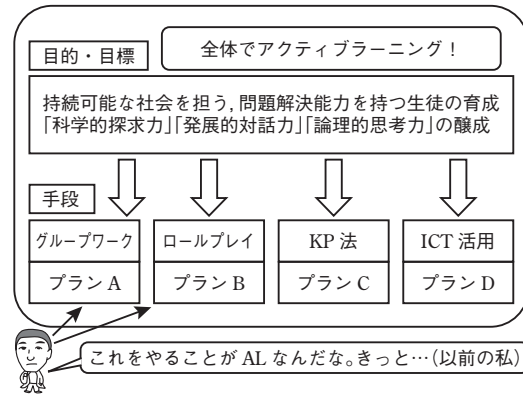 全体でアクティブラーニング！
目的・目標
持続可能な社会を担う，問題解決能力を持つ生徒の育成
「科学的探求力」「発展的対話力」「論理的思考力」の醸成
手段
グループワーク
プラン A
ロールプレイ
プラン B
KP 法
プラン C
ICT 活用
プラン D
これをやることが AL なんだな。きっと…（以前の私）